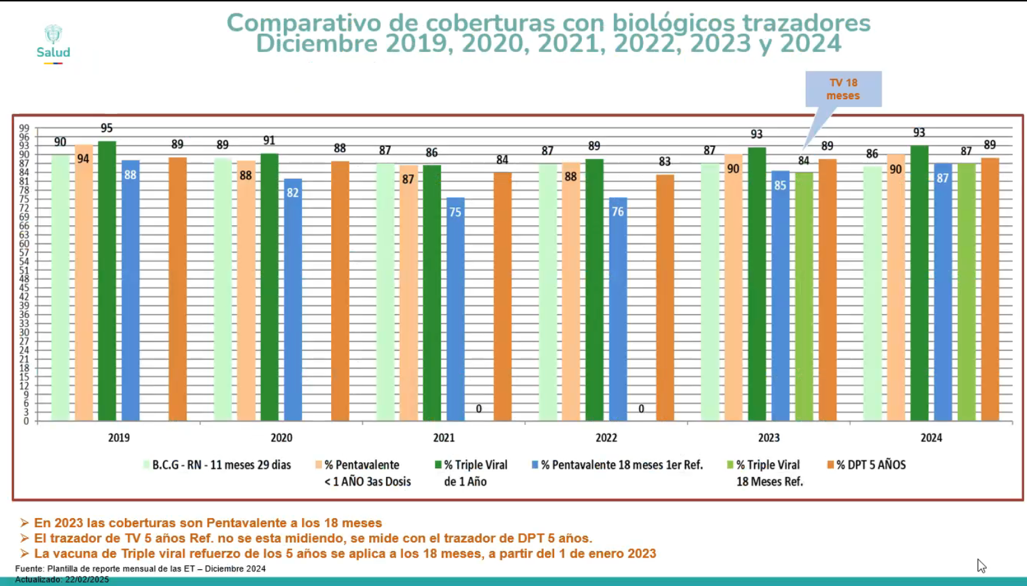 Salud
Comparativo de coberturas con biológicos trazadores
Diciembre 2019, 2020, 2021, 2022, 2023 y 2024
TV 18
meses
99
96
93
90
87
84
81
78
75
72
69
66
63
60
57
54
51
48
45
42
39
36
33
30
27
24
21
18
15
12
9
6
3
0
90 94 95 88 89
89 88 91 82 88
87 87 86 75 0 84
87 88 89 76 0 83
87 90 93 85 84 89
86 90 93 87 87 89
2019 2020 2021 2022 2023 2024
B.C.G - RN - 11 meses 29 dias
% Pentavalente
< 1 AÑO 3as Dosis
% Triple Viral
de 1 Año
% Pentavalente 18 meses 1er Ref.
% Triple Viral
18 Meses Ref.
% DPT 5 AÑOS
➢ En 2023 las coberturas son Pentavalente a los 18 meses
➢ El trazador de TV 5 años Ref. no se esta midiendo, se mide con el trazador de DPT 5 años.
➢ La vacuna de Triple viral refuerzo de los 5 años se aplica a los 18 meses, a partir del 1 de enero 2023
Fuente: Plantilla de reporte mensual de las ET – Diciembre 2024
Actualizado: 22/02/2025